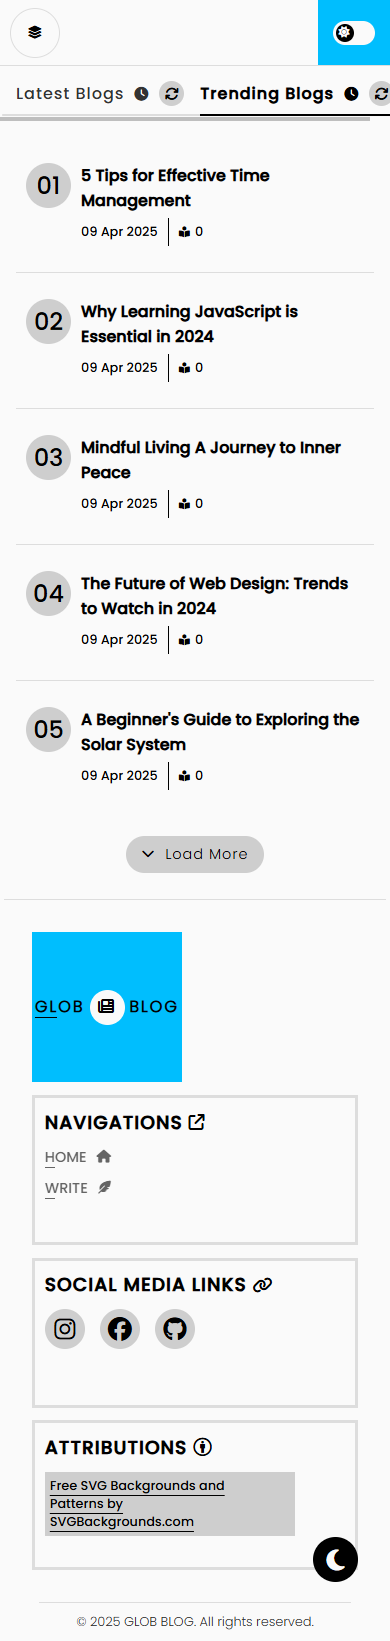 Latest Blogs Trending Blogs
01 5 Tips for Effective Time
Management
09 Apr 2025 0
02 Why Learning JavaScript is
Essential in 2024
09 Apr 2025 0
03 Mindful Living A Journey to Inner
Peace
09 Apr 2025 0
04 The Future of Web Design: Trends
to Watch in 2024
09 Apr 2025 0
05 A Beginner's Guide to Exploring the
Solar System
09 Apr 2025 0
Load More
GLOB BLOG
NAVIGATIONS
HOME
WRITE
SOCIAL MEDIA LINKS
ATTRIBUTIONS
Free SVG Backgrounds and
Patterns by
SVGBackgrounds.com
© 2025 GLOB BLOG. All rights reserved.